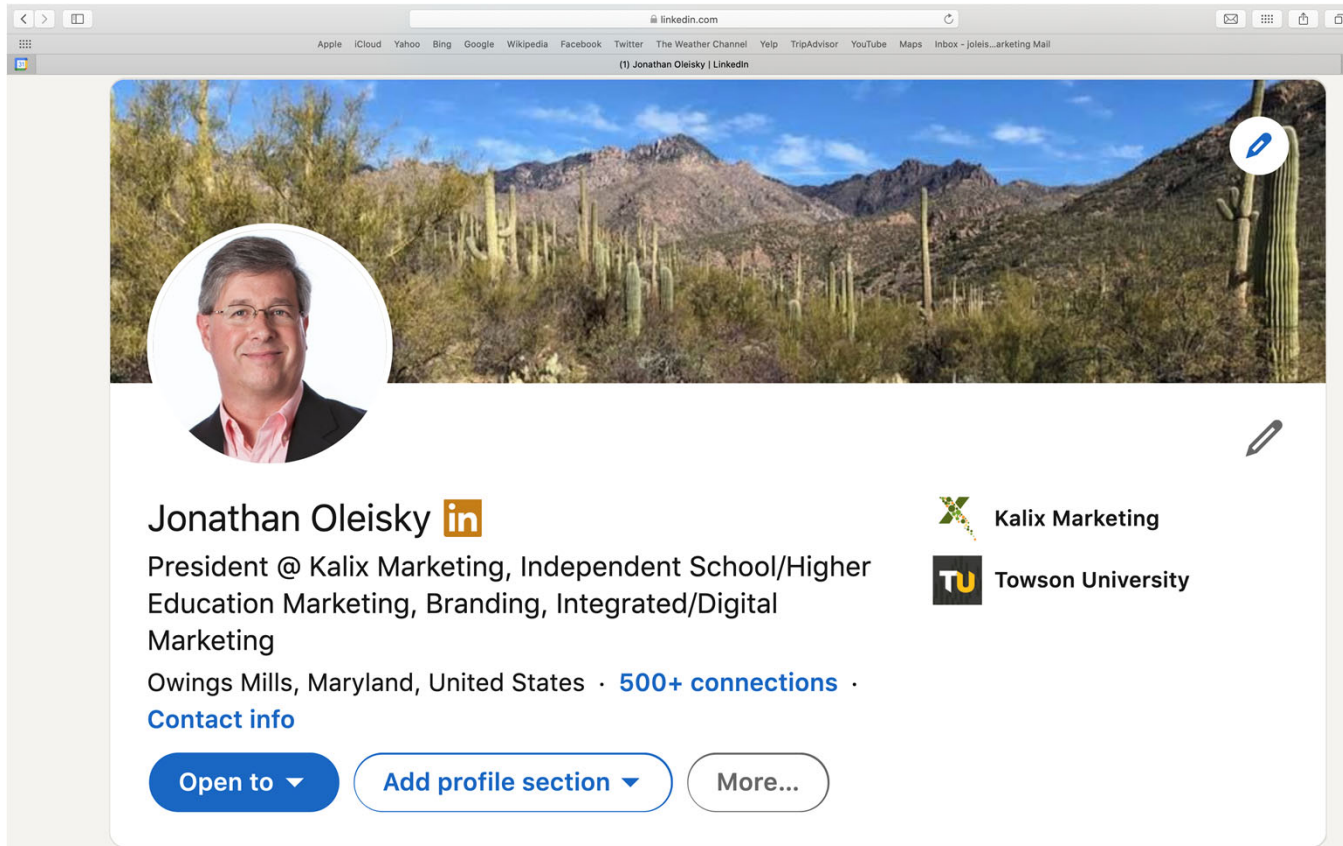 linkedin.com
Apple iCloud Yahoo Bing Google Wikipedia Facebook Twitter The Weather Channel Yelp TripAdvisor YouTube Maps Inbox - joleis...arketing Mail
31
(1) Jonathan Oleisky | LinkedIn
Jonathan Oleisky in
President @ Kalix Marketing, Independent School/Higher
Education Marketing, Branding, Integrated/Digital
Marketing
Owings Mills, Maryland, United States · 500+ connections ·
Contact info
Open to Add profile section More...
Kalix Marketing
TU Towson University